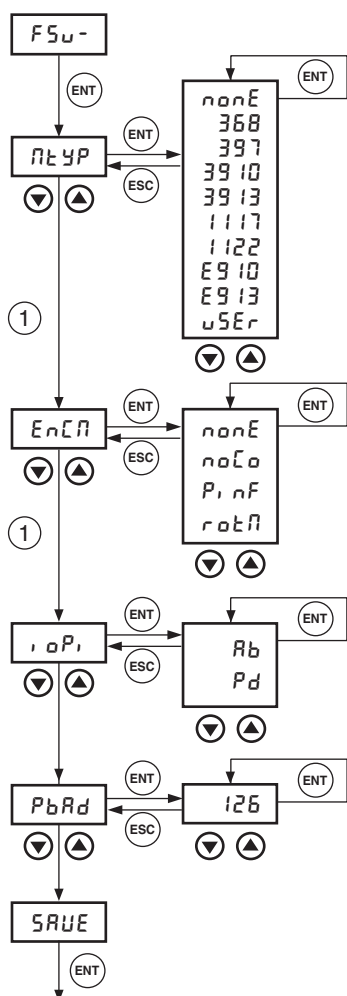 FSu-
ENT
ENT
nonE
368
397
3910
3913
1117
1122
E910
E913
uSEr
ENT
MtYP
ESC
1
ENT
nonE
noCo
PinF
rotM
ENT
EnCM
ESC
1
ENT
Ab
Pd
ENT
ioPi
ESC
ENT
126
ENT
PbAd
ESC
SAVE
ENT